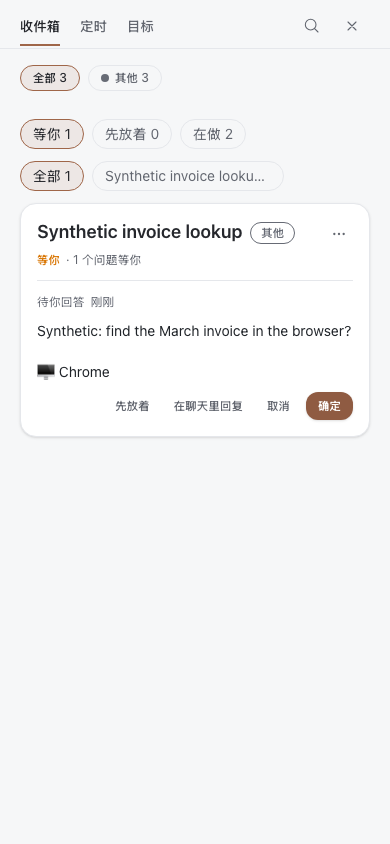 收件箱 定时 目标
全部 3 其他 3
等你 1 先放着 0 在做 2
全部 1 Synthetic invoice looku...
Synthetic invoice lookup 其他
等你 · 1 个问题等你
待你回答 刚刚
Synthetic: find the March invoice in the browser?
Chrome
先放着 在聊天里回复 取消 确定